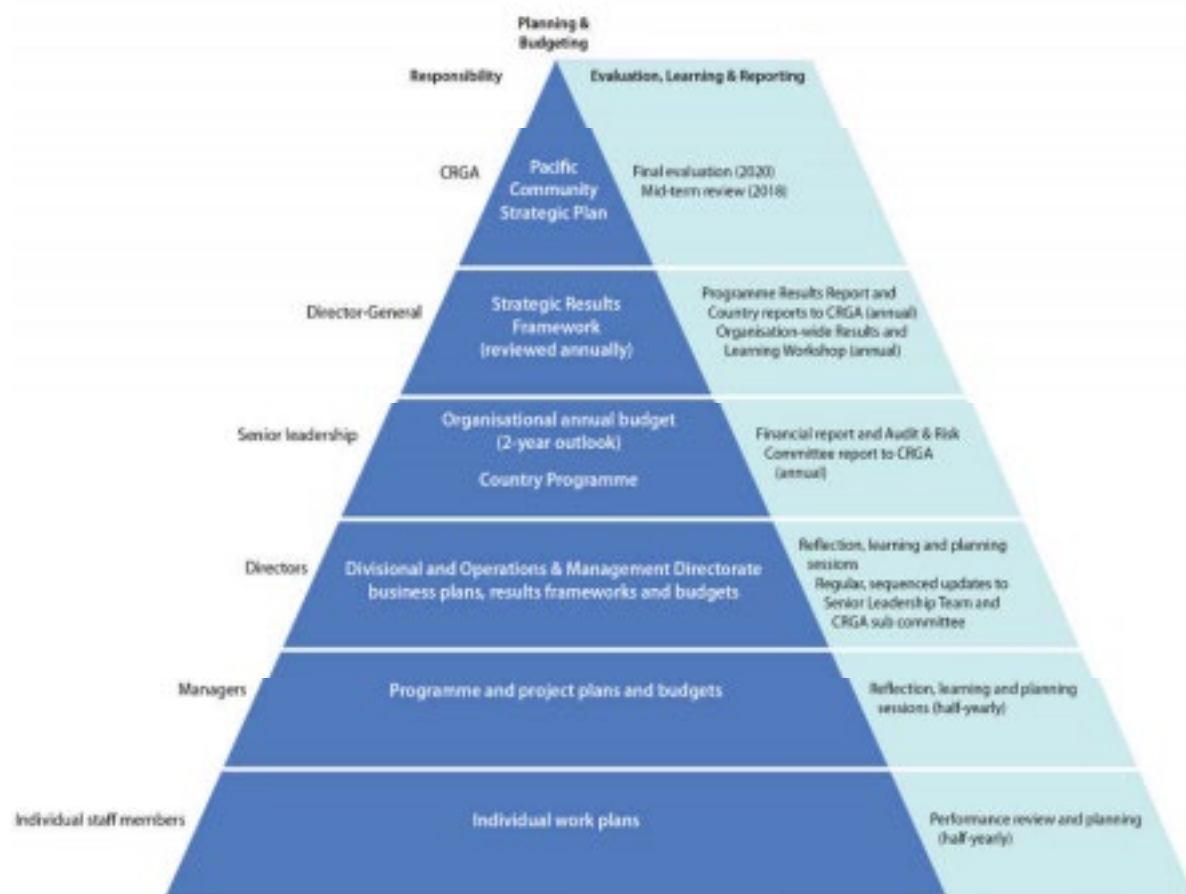 Planning &
Budgeting
Responsibility
Evaluation, Learning & Reporting
CRGA
Pacific
Community
Strategic Plan
Final evaluation (2020)
Mid-term review (2018)
Director-General
Strategic Results
Framework
(reviewed annually)
Programme Results Report and
Country reports to CRGA (annual)
Organisation-wide Results and
Learning Workshop (annual)
Senior leadership
Organisational annual budget
(2-year outlook)
Country Programme
Financial report and Audit & Risk
Committee report to CRGA
(annual)
Directors
Divisional and Operations & Management Directorate
business plans, results frameworks and budgets
Reflection, learning and planning
sessions
Regular, sequenced updates to
Senior Leadership Team and
CRGA sub committee
Managers
Programme and project plans and budgets
Reflection, learning and planning
sessions (half-yearly)
Individual staff members
Individual work plans
Performance review and planning
(half-yearly)